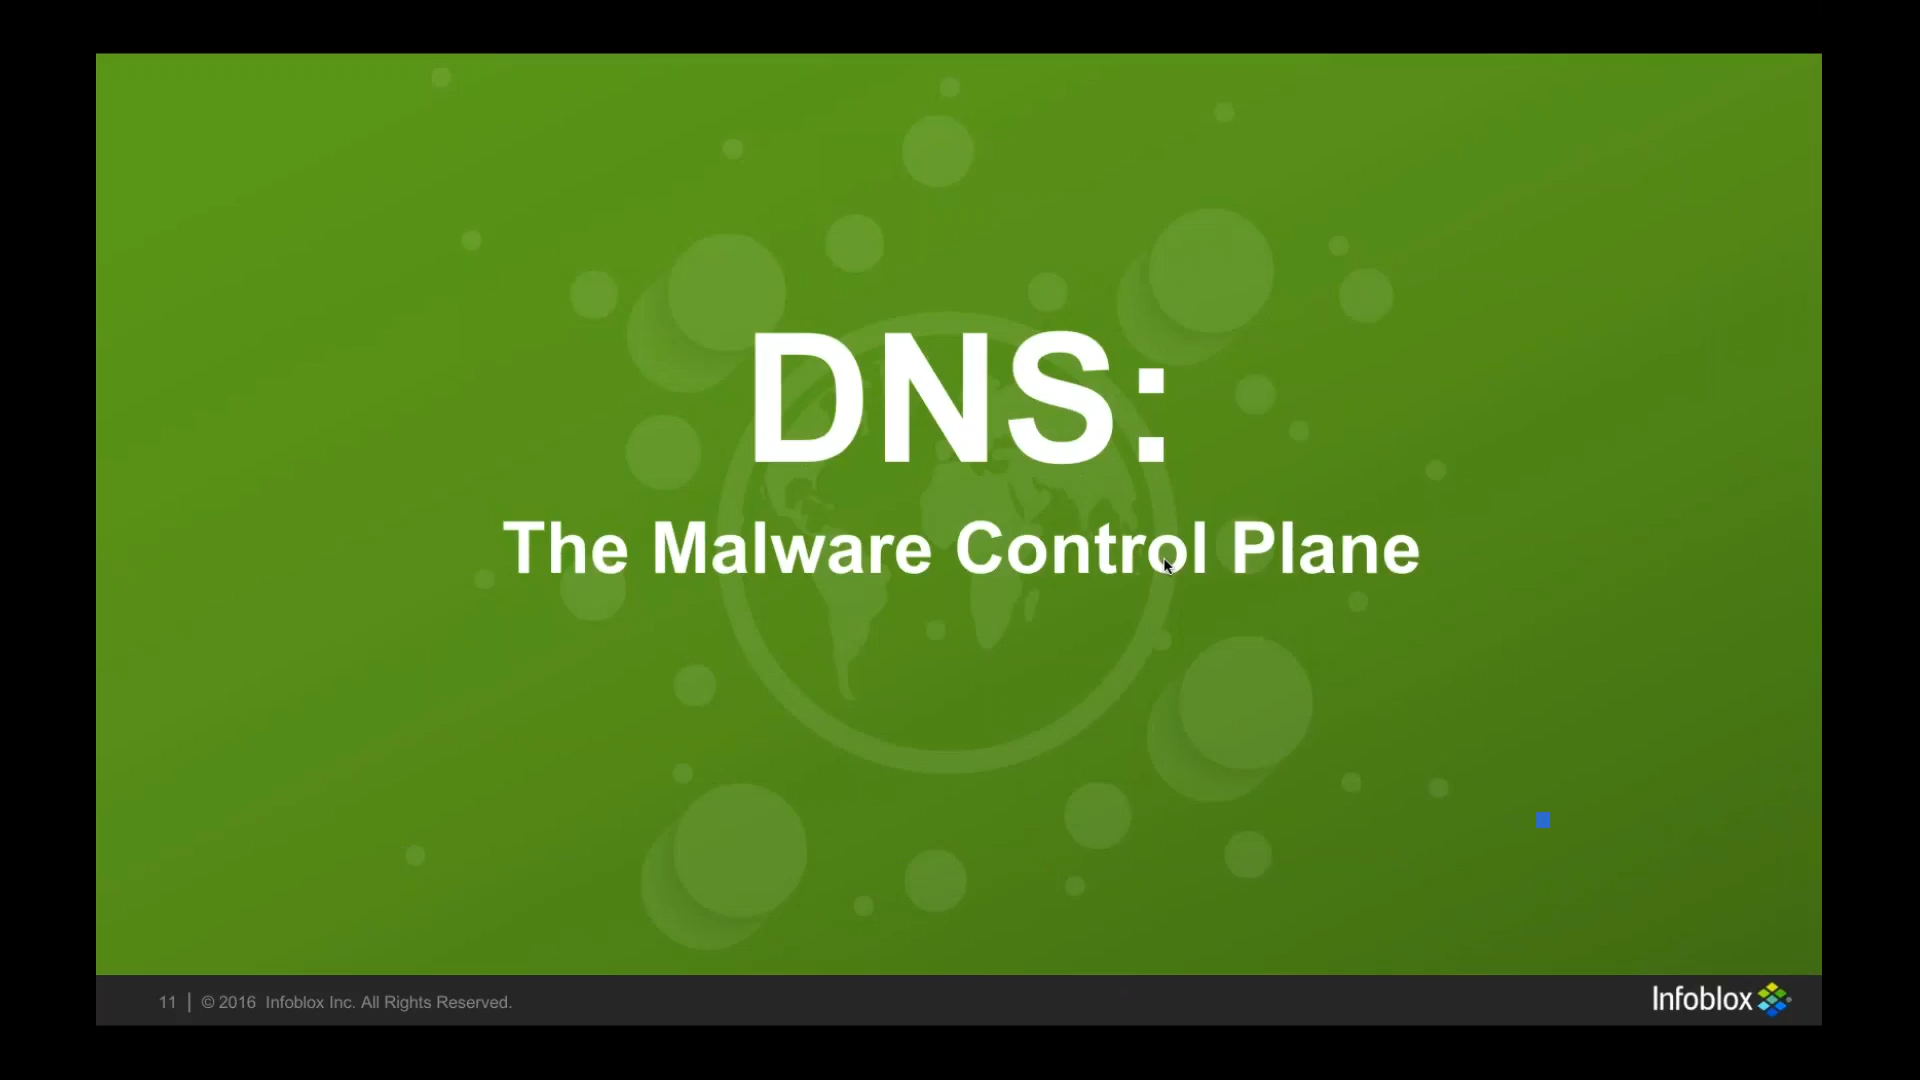 DNS:
The Malware Control Plane
11 | © 2016 Infoblox Inc. All Rights Reserved.
Infoblox